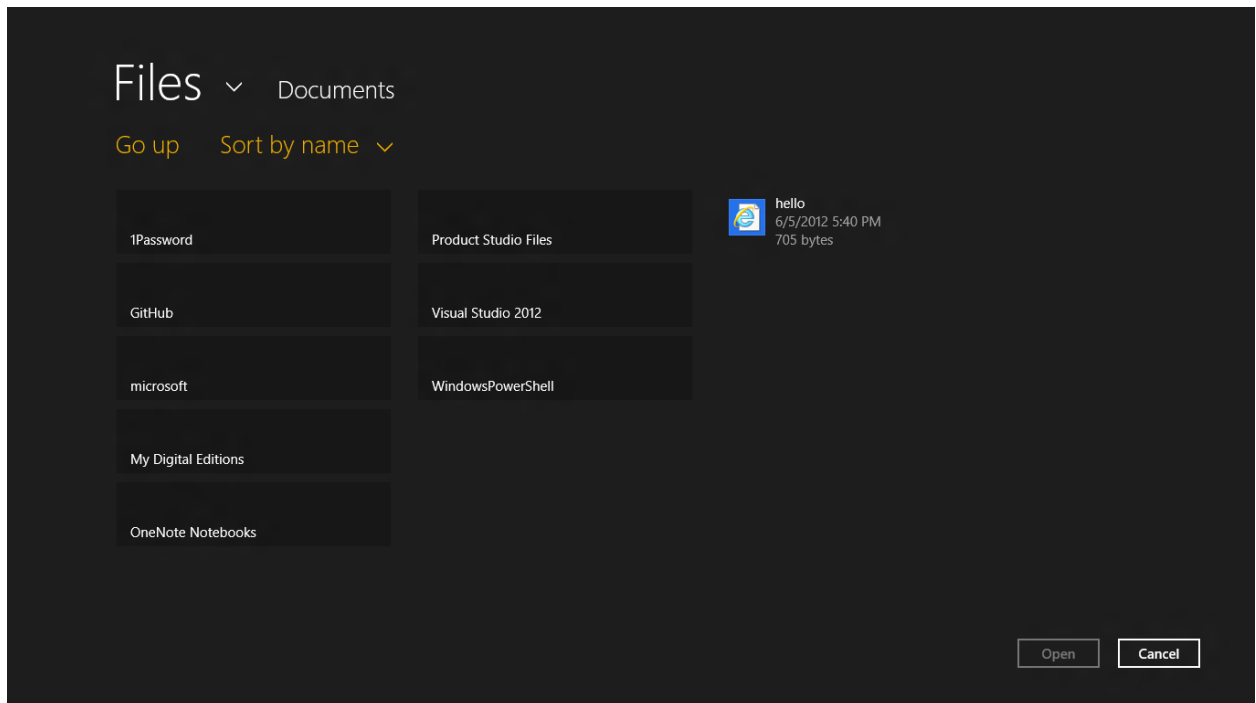 Files Documents
Go up Sort by name
1Password
GitHub
microsoft
My Digital Editions
OneNote Notebooks
Product Studio Files
Visual Studio 2012
WindowsPowerShell
hello
6/5/2012 5:40 PM
705 bytes
Open Cancel